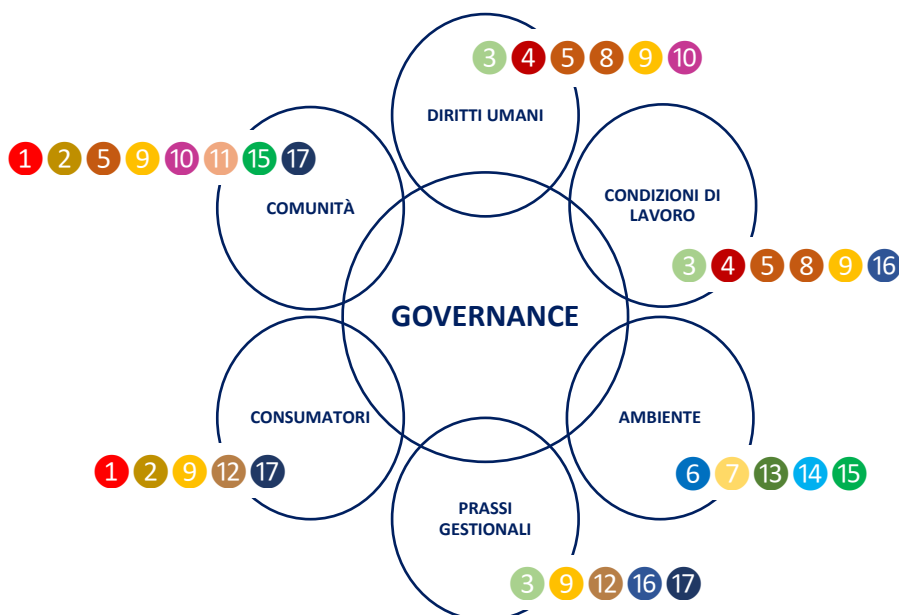 3 4 5 8 9 10
DIRITTI UMANI
1 2 5 9 10 11 15 17
COMUNITÀ
CONDIZIONI DI
LAVORO
3 4 5 8 9 16
GOVERNANCE
CONSUMATORI
1 2 9 12 17
AMBIENTE
6 7 13 14 15
PRASSI
GESTIONALI
3 9 12 16 17